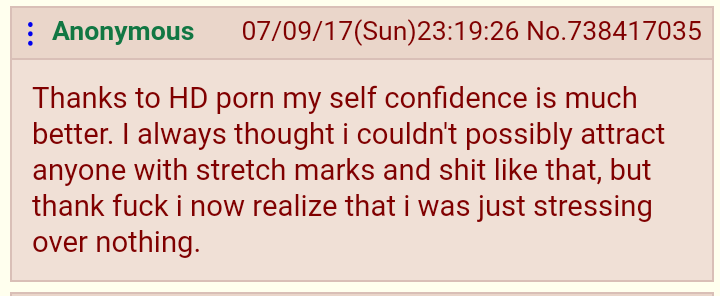 Anonymous 07/09/17(Sun)23:19:26 No.738417035
Thanks to HD porn my self confidence is much
better. I always thought i couldn't possibly attract
anyone with stretch marks and shit like that, but
thank fuck i now realize that i was just stressing
over nothing.